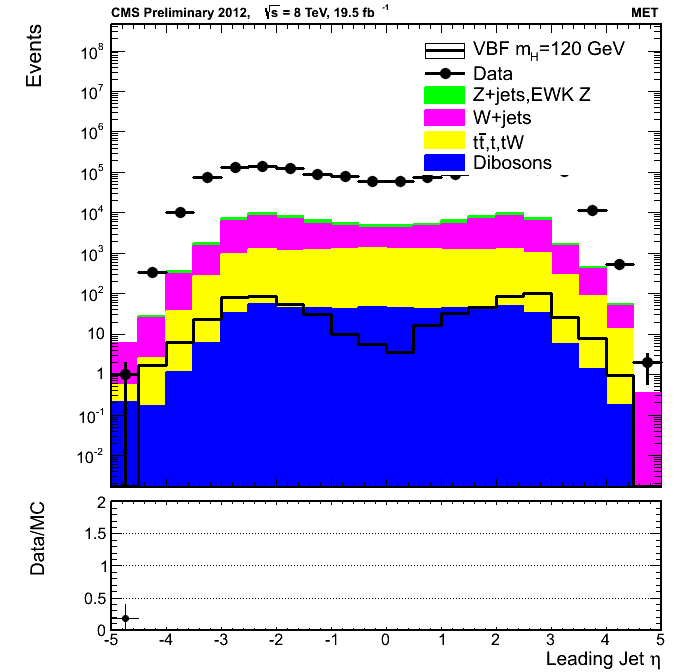 CMS Preliminary 2012, √s = 8 TeV, 19.5 fb⁻¹ MET
Events
VBF m_H=120 GeV
Data
Z+jets,EWK Z
W+jets
tt̄,t,tW
Dibosons
10⁸
10⁷
10⁶
10⁵
10⁴
10³
10²
10
1
10⁻¹
10⁻²
Data/MC
2
1.5
1
0.5
0
-5 -4 -3 -2 -1 0 1 2 3 4 5
Leading Jet η